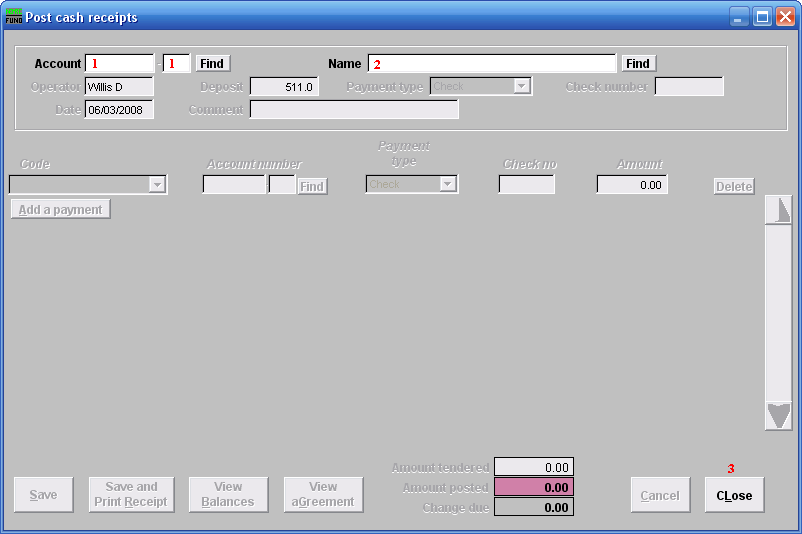 FUND Post cash receipts
Account 1 - 1 Find Name 2 Find
Operator Willis D Deposit 511.0 Payment type Check Check number
Date 06/03/2008 Comment
Code Account number Payment type Check no Amount
Find Check 0.00 Delete
Add a payment
Amount tendered 0.00 3
Save Save and Print Receipt View Balances View aGreement Amount posted 0.00 Cancel CLose
Change due 0.00